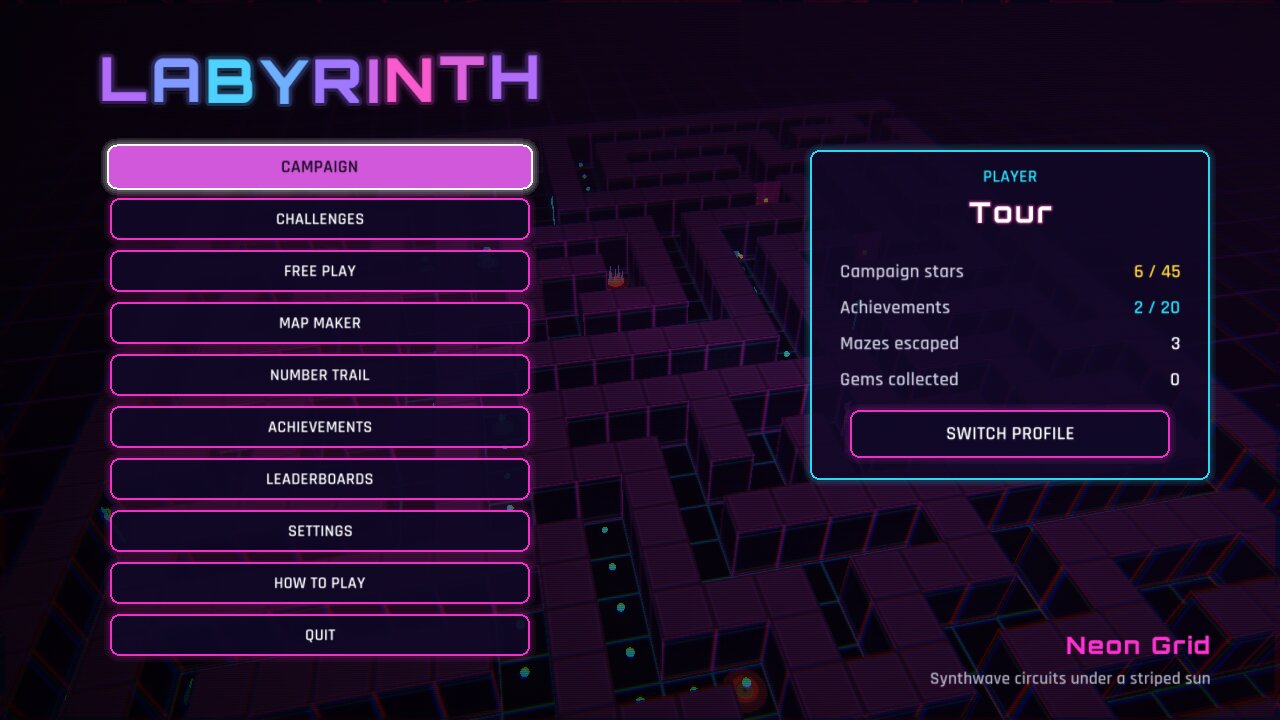 LABYRINTH
CAMPAIGN
CHALLENGES
FREE PLAY
MAP MAKER
NUMBER TRAIL
ACHIEVEMENTS
LEADERBOARDS
SETTINGS
HOW TO PLAY
QUIT
PLAYER
Tour
Campaign stars 6 / 45
Achievements 2 / 20
Mazes escaped 3
Gems collected 0
SWITCH PROFILE
Neon Grid
Synthwave circuits under a striped sun